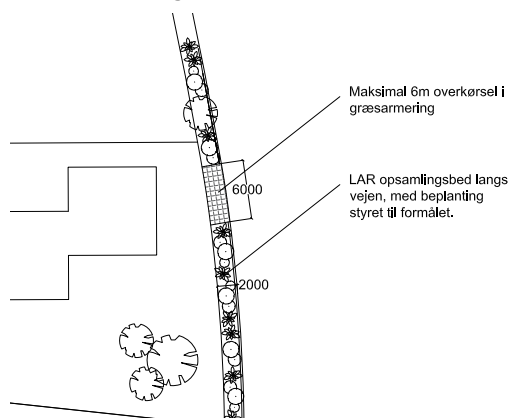 Maksimal 6m overkørsel i
græsarmering
6000
LAR opsamlingsbed langs
vejen, med beplanting
styret til formålet.
2000